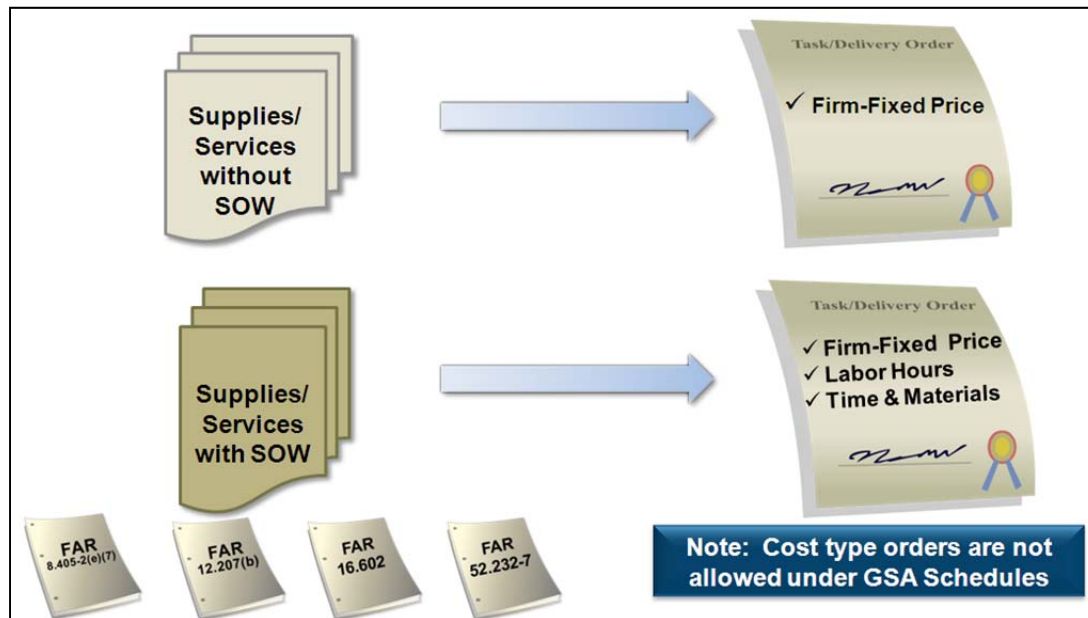 Supplies/
Services
without
SOW
Task/Delivery Order
✓ Firm-Fixed Price
Supplies/
Services
with SOW
Task/Delivery Order
✓ Firm-Fixed Price
✓ Labor Hours
✓ Time & Materials
FAR
8.405-2(e)(7)
FAR
12.207(b)
FAR
16.602
FAR
52.232-7
Note: Cost type orders are not
allowed under GSA Schedules